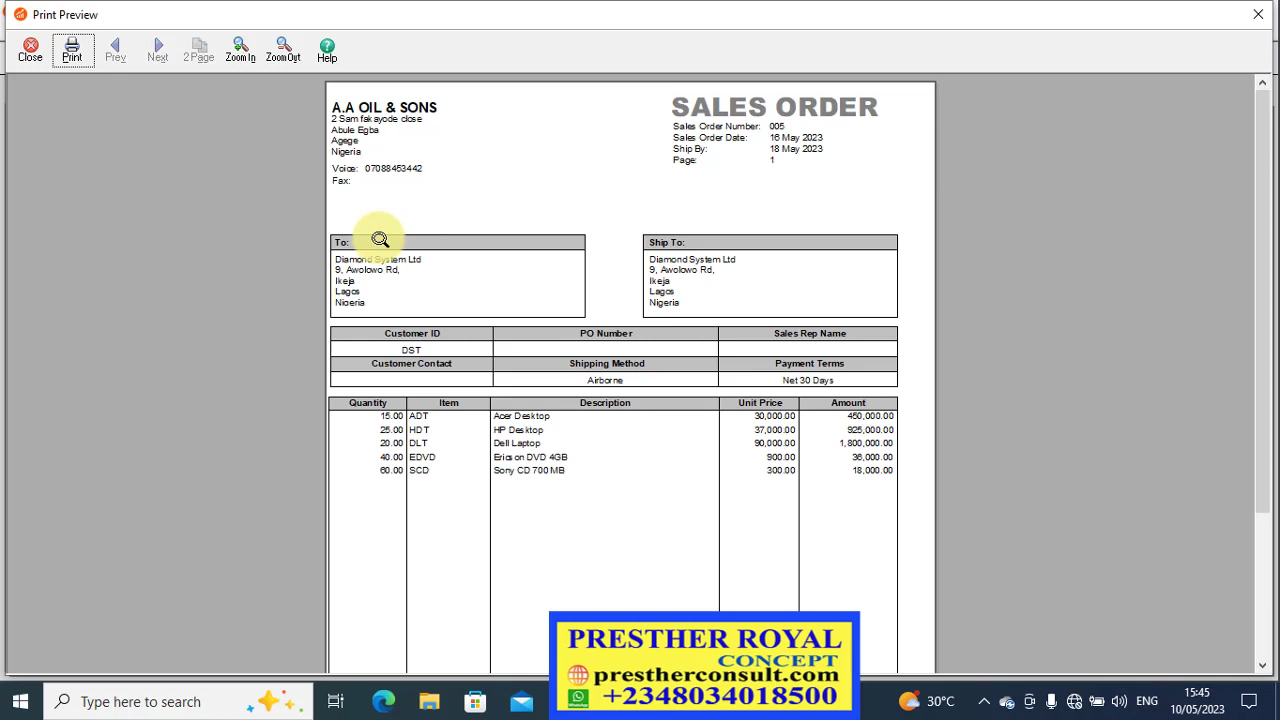 Print Preview
Close
Print
Prev
Next
2 Page
Zoom In
Zoom Out
Help
A.A OIL & SONS
2 Sam fakayode close
Abule Egba
Agege
Nigeria
Voice: 07088453442
Fax:
SALES ORDER
Sales Order Number: 005
Sales Order Date: 16 May 2023
Ship By: 18 May 2023
Page: 1
To:
Diamond System Ltd
9, Awolowo Rd,
Ikeja
Lagos
Nigeria
Ship To:
Diamond System Ltd
9, Awolowo Rd,
Ikeja
Lagos
Nigeria
Customer ID PO Number Sales Rep Name
DST
Customer Contact Shipping Method Payment Terms
Airborne Net 30 Days
Quantity Item Description Unit Price Amount
15.00 ADT Acer Desktop 30,000.00 450,000.00
25.00 HDT HP Desktop 37,000.00 925,000.00
20.00 DLT Dell Laptop 90,000.00 1,800,000.00
40.00 EDVD Ericson DVD 4GB 900.00 36,000.00
60.00 SCD Sony CD 700 MB 300.00 18,000.00
PRESTHER ROYAL
CONCEPT
prestherconsult.com
+2348034018500
Type here to search
30°C
ENG
15:45
10/05/2023